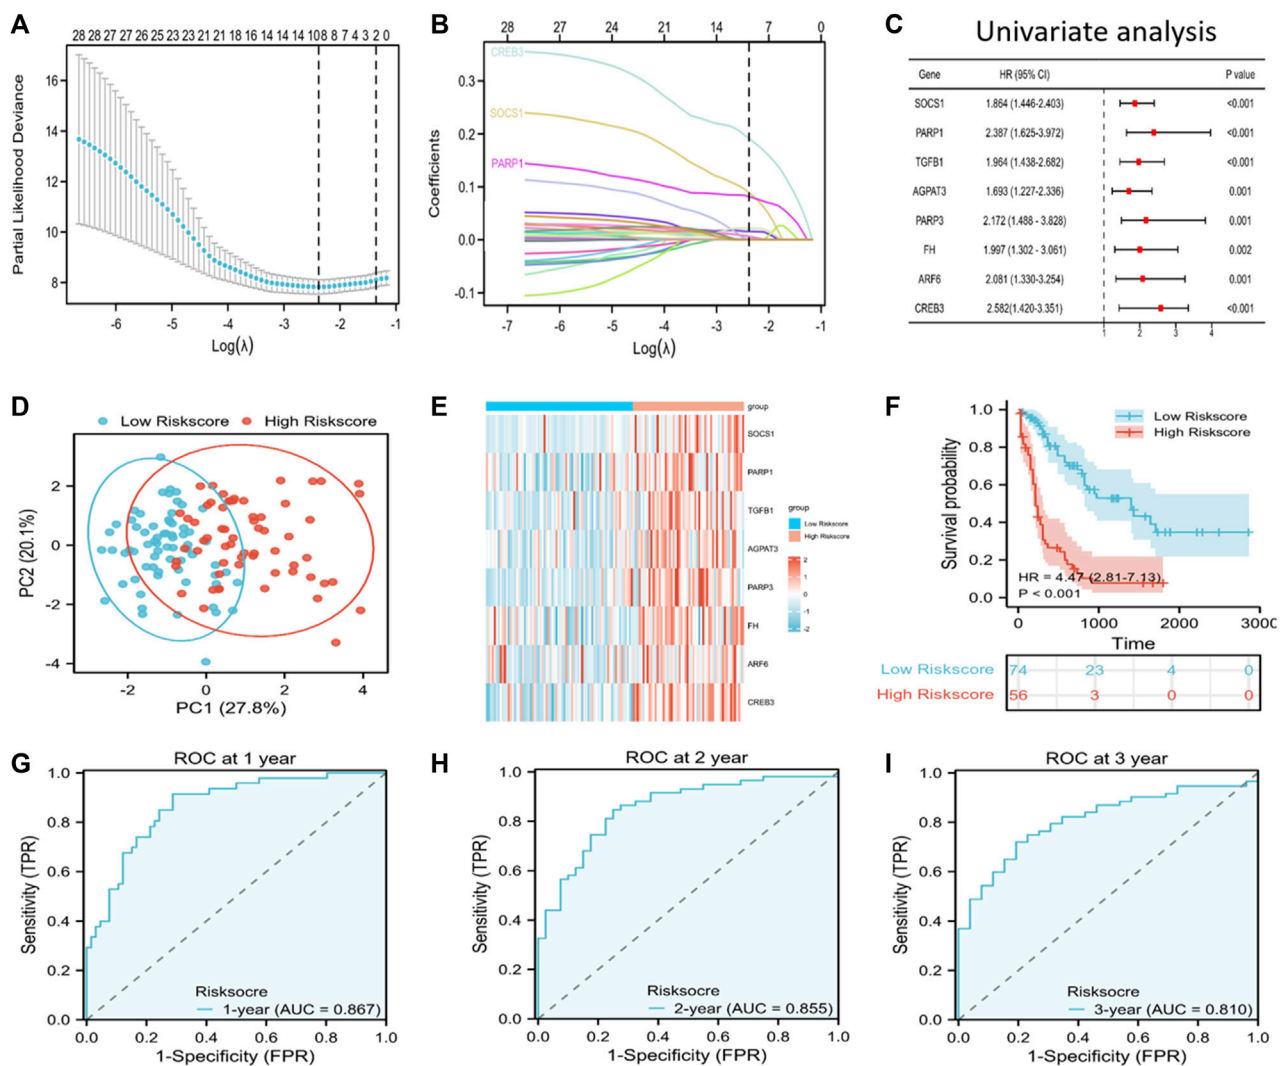 A
28 28 27 27 26 25 23 23 21 21 18 16 14 14 14 10 8 8 7 4 3 2 0
Partial Likelihood Deviance
16
14
12
10
8
-6 -5 -4 -3 -2 -1
Log(λ)
B
28 27 24 21 14 7 0
CREB3
SOCS1
PARP1
Coefficients
0.3
0.2
0.1
0.0
-0.1
-7 -6 -5 -4 -3 -2 -1
Log(λ)
C
Univariate analysis
Gene HR (95% CI) P value
SOCS1 1.864 (1.446-2.403) <0.001
PARP1 2.387 (1.625-3.972) <0.001
TGFB1 1.964 (1.438-2.682) <0.001
AGPAT3 1.693 (1.227-2.336) 0.001
PARP3 2.172 (1.488 - 3.828) 0.001
FH 1.997 (1.302 - 3.061) 0.002
ARF6 2.081 (1.330-3.254) 0.001
CREB3 2.582(1.420-3.351) <0.001
1 2 3 4
D
Low Riskscore High Riskscore
PC2 (20.1%)
2
0
-2
-4
-2 0 2 4
PC1 (27.8%)
E
group
SOCS1
PARP1
TGFB1
AGPAT3
PARP3
FH
ARF6
CREB3
group
Low Riskscore
High Riskscore
2
1
0
-1
-2
F
Low Riskscore
High Riskscore
Survival probability
1.0
0.8
0.6
0.4
0.2
0.0
HR = 4.47 (2.81-7.13)
P < 0.001
0 1000 2000 3000
Time
Low Riskscore 74 23 4 0
High Riskscore 56 3 0 0
G
ROC at 1 year
Sensitivity (TPR)
1.0
0.8
0.6
0.4
0.2
0.0
Risksocre
1-year (AUC = 0.867)
0.0 0.2 0.4 0.6 0.8 1.0
1-Specificity (FPR)
H
ROC at 2 year
Sensitivity (TPR)
1.0
0.8
0.6
0.4
0.2
0.0
Risksocre
2-year (AUC = 0.855)
0.0 0.2 0.4 0.6 0.8 1.0
1-Specificity (FPR)
I
ROC at 3 year
Sensitivity (TPR)
1.0
0.8
0.6
0.4
0.2
0.0
Risksocre
3-year (AUC = 0.810)
0.0 0.2 0.4 0.6 0.8 1.0
1-Specificity (FPR)